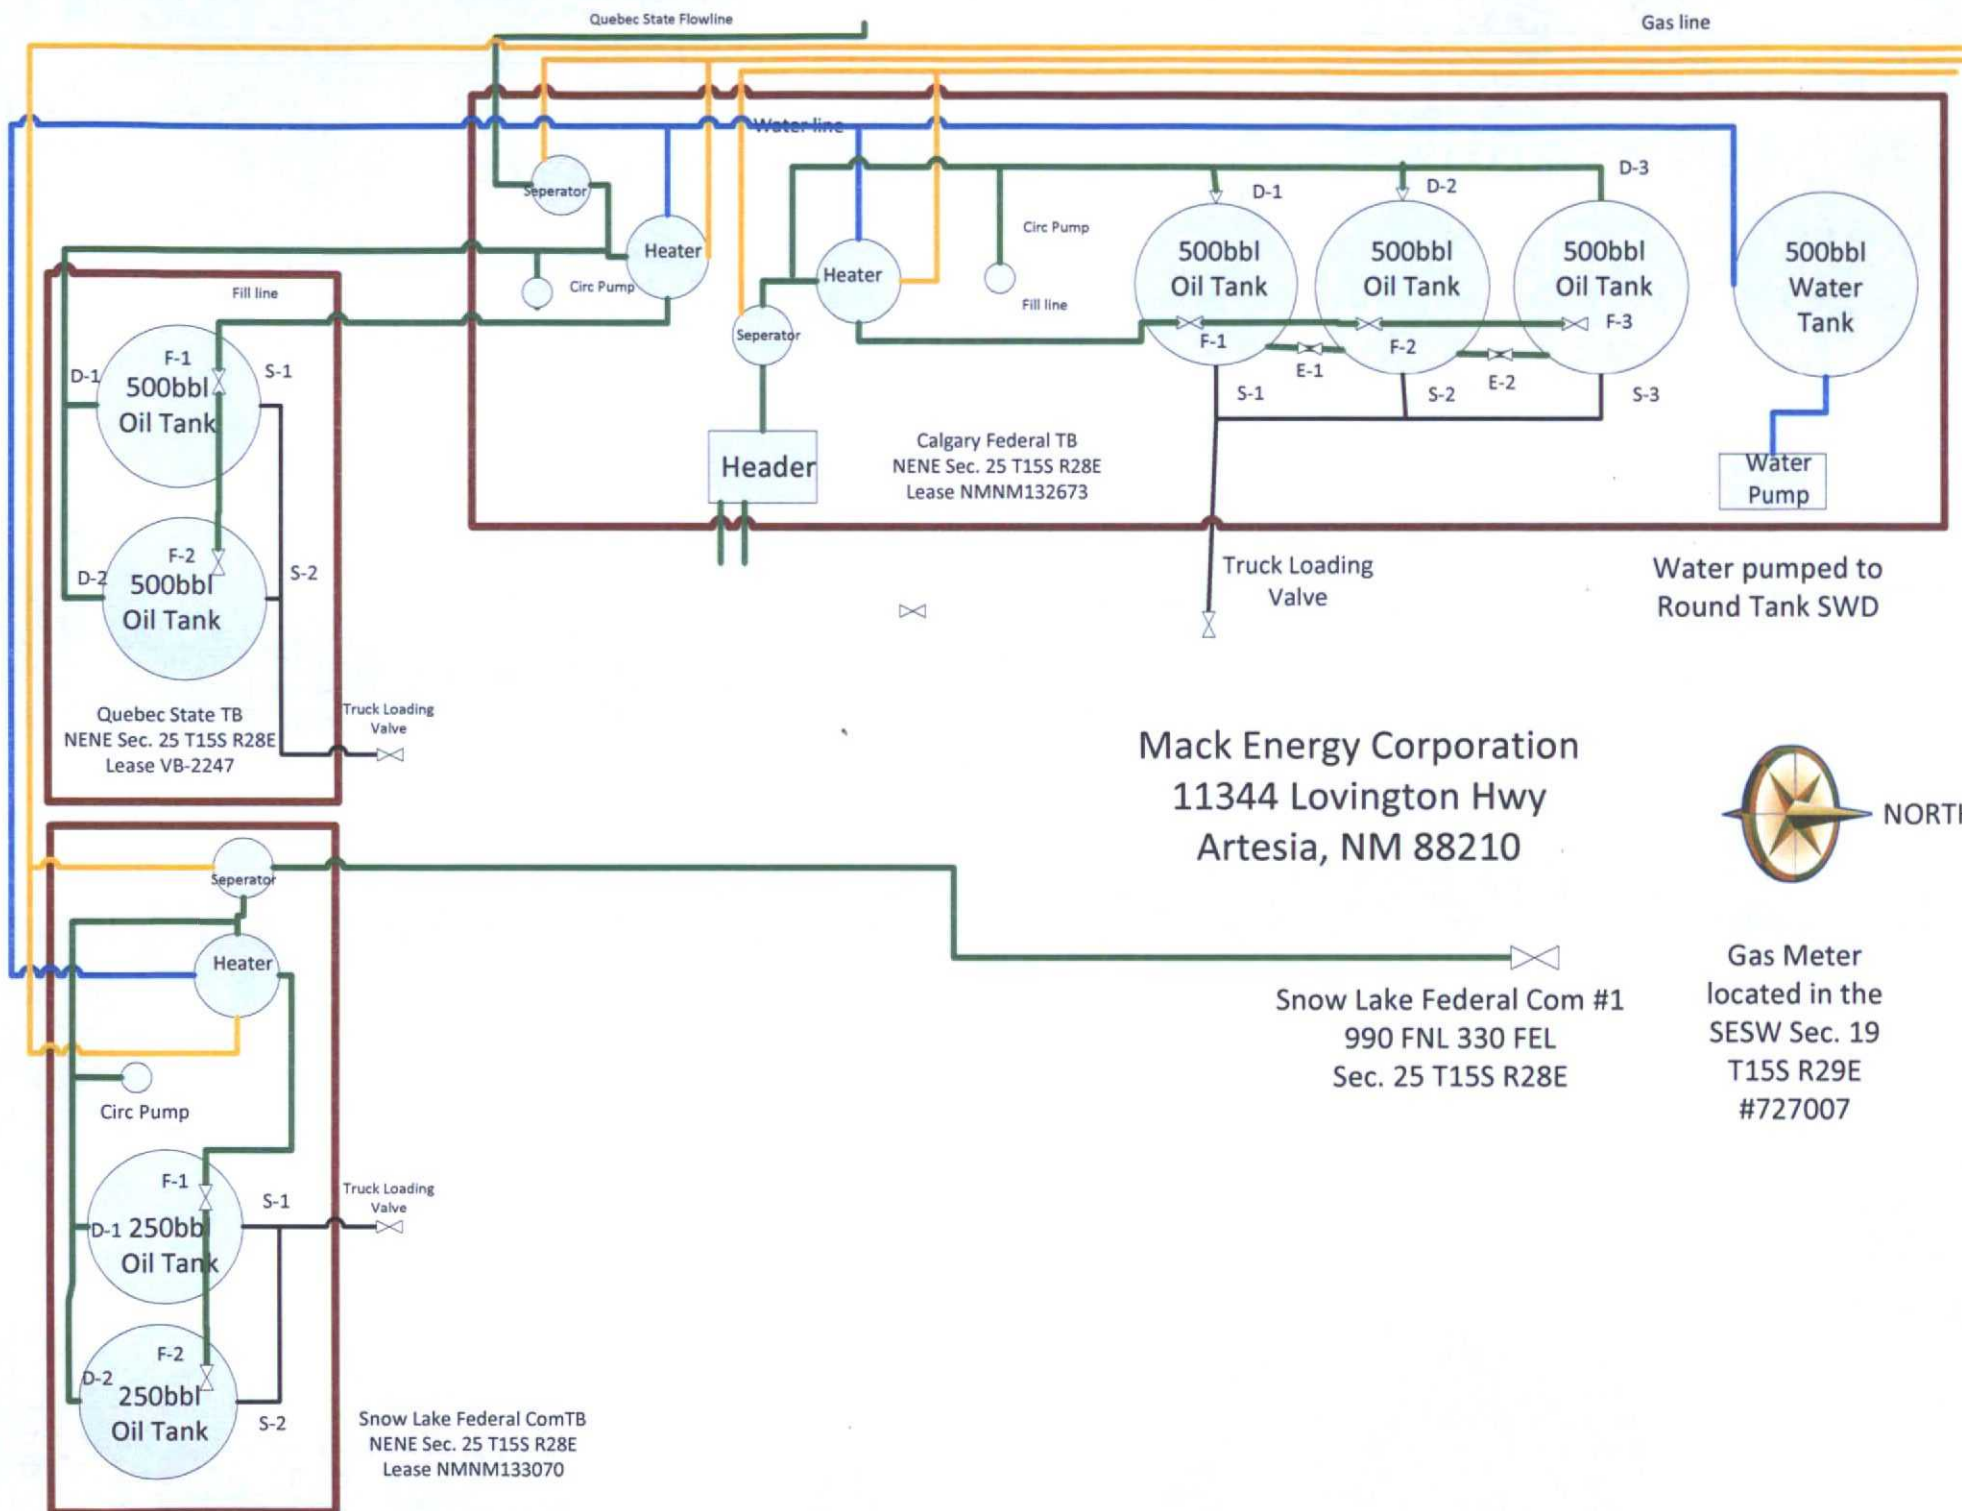 Quebec State Flowline
Gas line
Water line
Seperator
Heater
Circ Pump
Fill line
Heater
Seperator
Circ Pump
Fill line
D-1
D-2
D-3
500bbl
Oil Tank
F-1
500bbl
Oil Tank
F-2
500bbl
Oil Tank
F-3
E-1
E-2
S-1
S-2
S-3
500bbl
Water
Tank
Water
Pump
Header
Calgary Federal TB
NENE Sec. 25 T15S R28E
Lease NMNM132673
Truck Loading
Valve
Water pumped to
Round Tank SWD
F-1
D-1
500bbl
Oil Tank
S-1
F-2
D-2
500bbl
Oil Tank
S-2
Quebec State TB
NENE Sec. 25 T15S R28E
Lease VB-2247
Truck Loading
Valve
Mack Energy Corporation
11344 Lovington Hwy
Artesia, NM 88210
NORTH
Seperator
Heater
Circ Pump
Snow Lake Federal Com #1
990 FNL 330 FEL
Sec. 25 T15S R28E
Gas Meter
located in the
SESW Sec. 19
T15S R29E
#727007
F-1
S-1
D-1 250bbl
Oil Tank
Truck Loading
Valve
F-2
D-2
250bbl
Oil Tank
S-2
Snow Lake Federal ComTB
NENE Sec. 25 T15S R28E
Lease NMNM133070